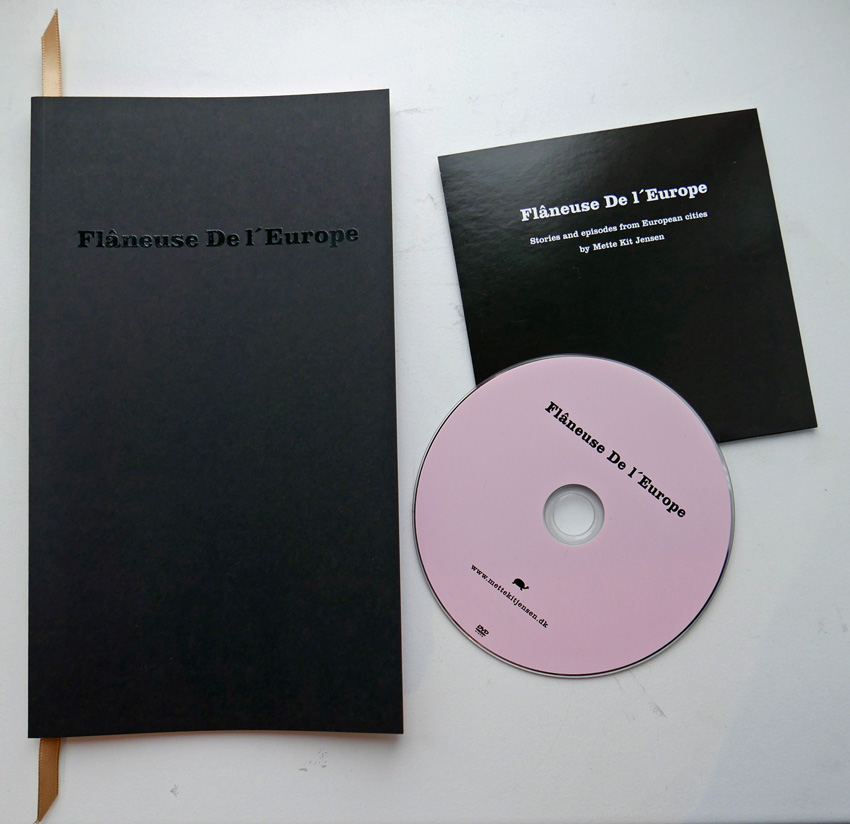 Flâneuse De l´Europe
Flâneuse De l´Europe
Stories and episodes from European cities
by Mette Kit Jensen
Flâneuse De l´Europe
www.mettekitjensen.dk
DVD